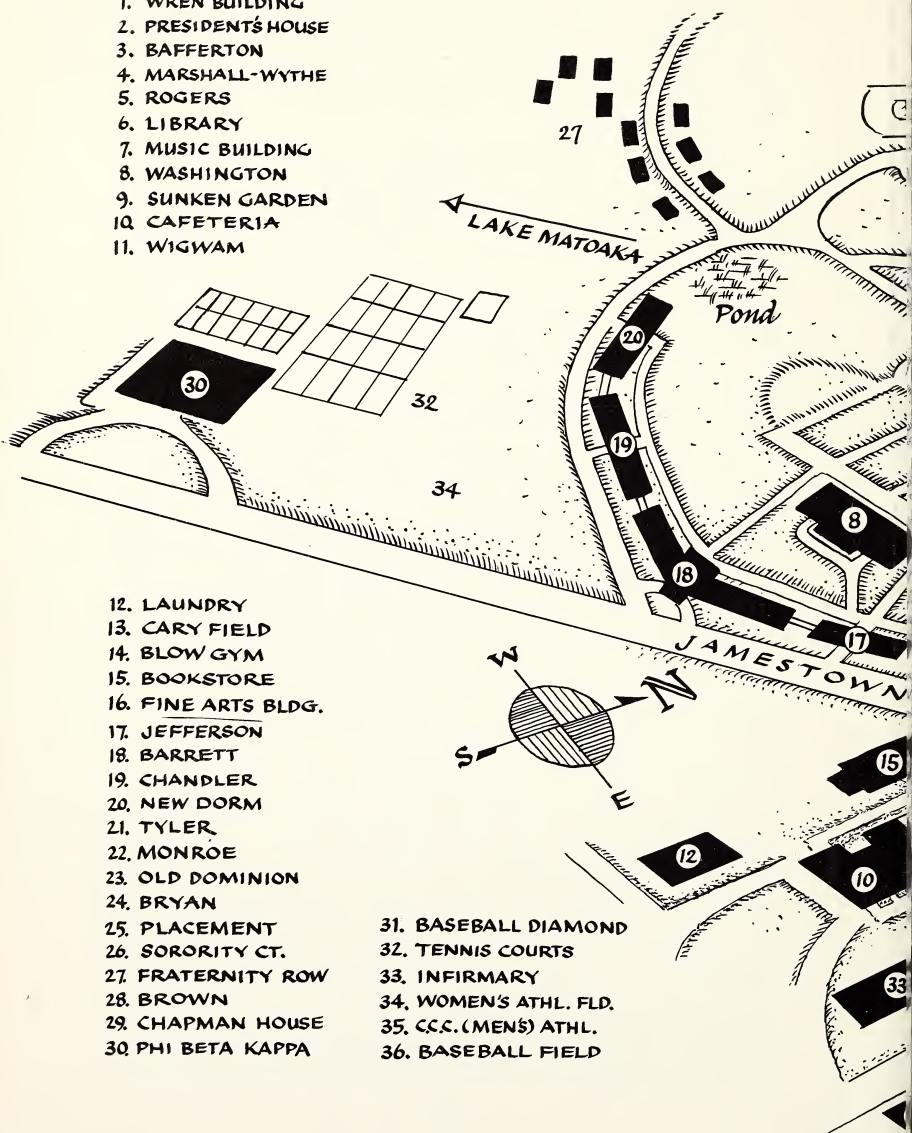 1. WREN BUILDING
2. PRESIDENT'S HOUSE
3. BAFFERTON
4. MARSHALL-WYTHE
5. ROGERS
6. LIBRARY
7. MUSIC BUILDING
8. WASHINGTON
9. SUNKEN GARDEN
10. CAFETERIA
11. WIGWAM
27
LAKE MATOAKA
Pond
20
30
32
19
34
8
18
17
JAMESTOWN
12. LAUNDRY
13. CARY FIELD
14. BLOW GYM
15. BOOKSTORE
16. FINE ARTS BLDG.
17. JEFFERSON
18. BARRETT
19. CHANDLER
20. NEW DORM
21. TYLER
22. MONROE
23. OLD DOMINION
24. BRYAN
25. PLACEMENT
26. SORORITY CT.
27. FRATERNITY ROW
28. BROWN
29. CHAPMAN HOUSE
30. PHI BETA KAPPA
W
N
S
E
15
12
10
33
31. BASEBALL DIAMOND
32. TENNIS COURTS
33. INFIRMARY
34. WOMEN'S ATHL. FLD.
35. C.C.C. (MEN'S) ATHL.
36. BASEBALL FIELD